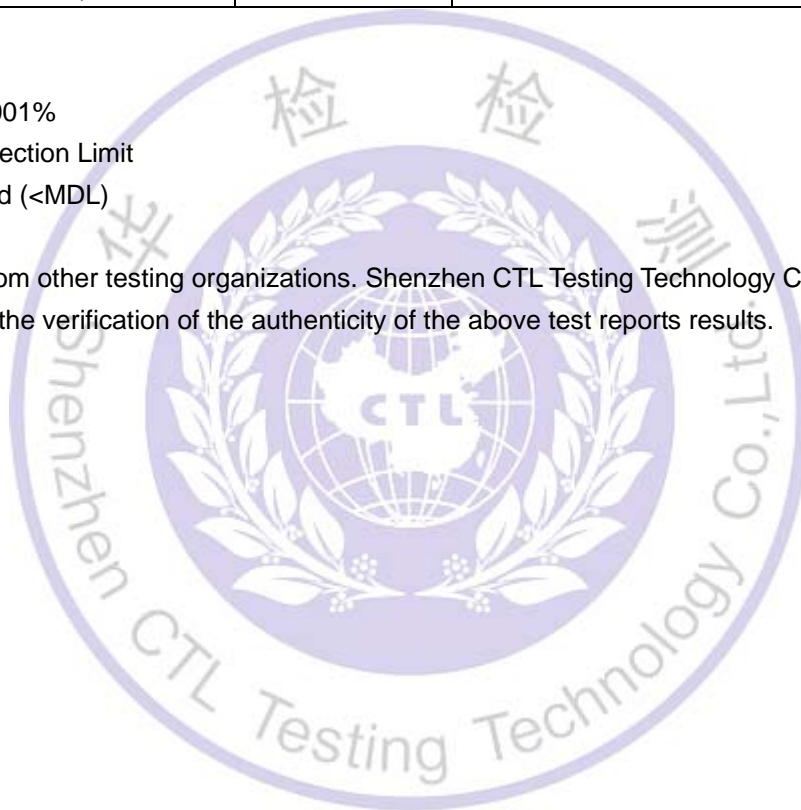 001%
ection Limit
d (<MDL)
om other testing organizations. Shenzhen CTL Testing Technology C
the verification of the authenticity of the above test reports results.
华检检测
CTL
Shenzhen CTL Testing Technology Co., Ltd.